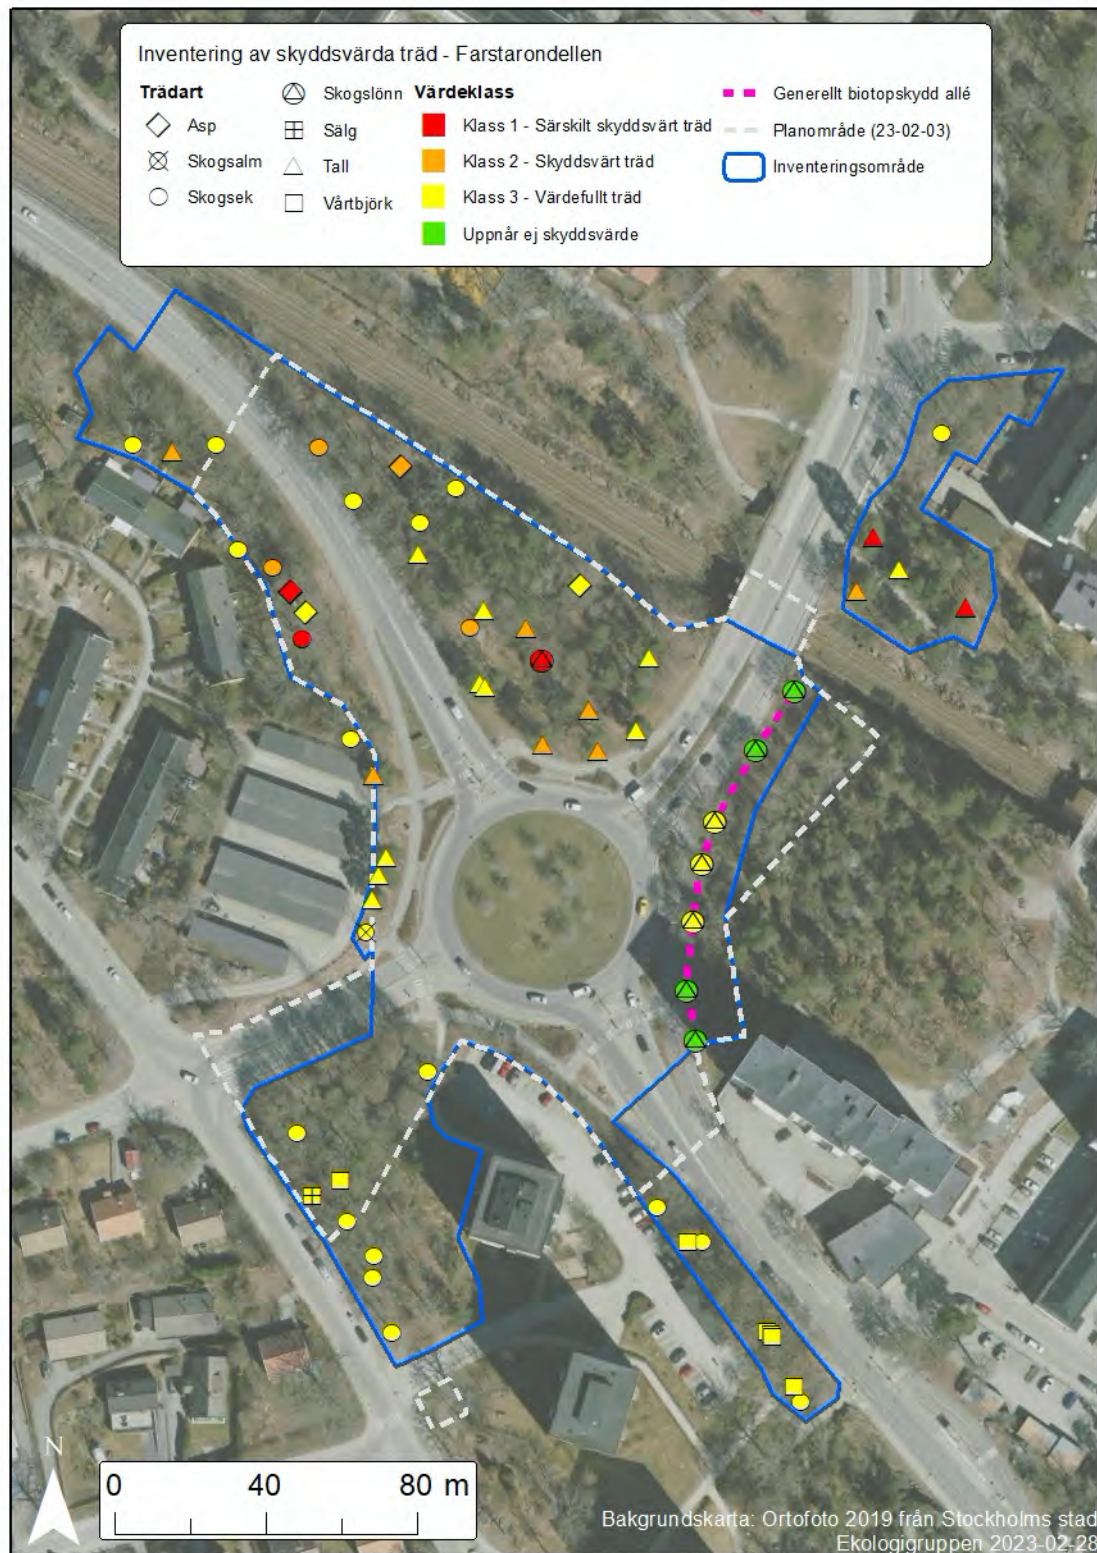 Inventering av skyddsvärda träd - Farstarondellen
Trädart
Asp
Skogsalm
Skogsek
Skogslönn
Sälg
Tall
Vårtbjörk
Värdeklass
Klass 1 - Särskilt skyddsvärt träd
Klass 2 - Skyddsvärt träd
Klass 3 - Värdefullt träd
Uppnår ej skyddsvärde
Generellt biotopskydd allé
Planområde (23-02-03)
Inventeringsområde
N
0 40 80 m
Bakgrundskarta: Ortofoto 2019 från Stockholms stad
Ekologigruppen 2023-02-28